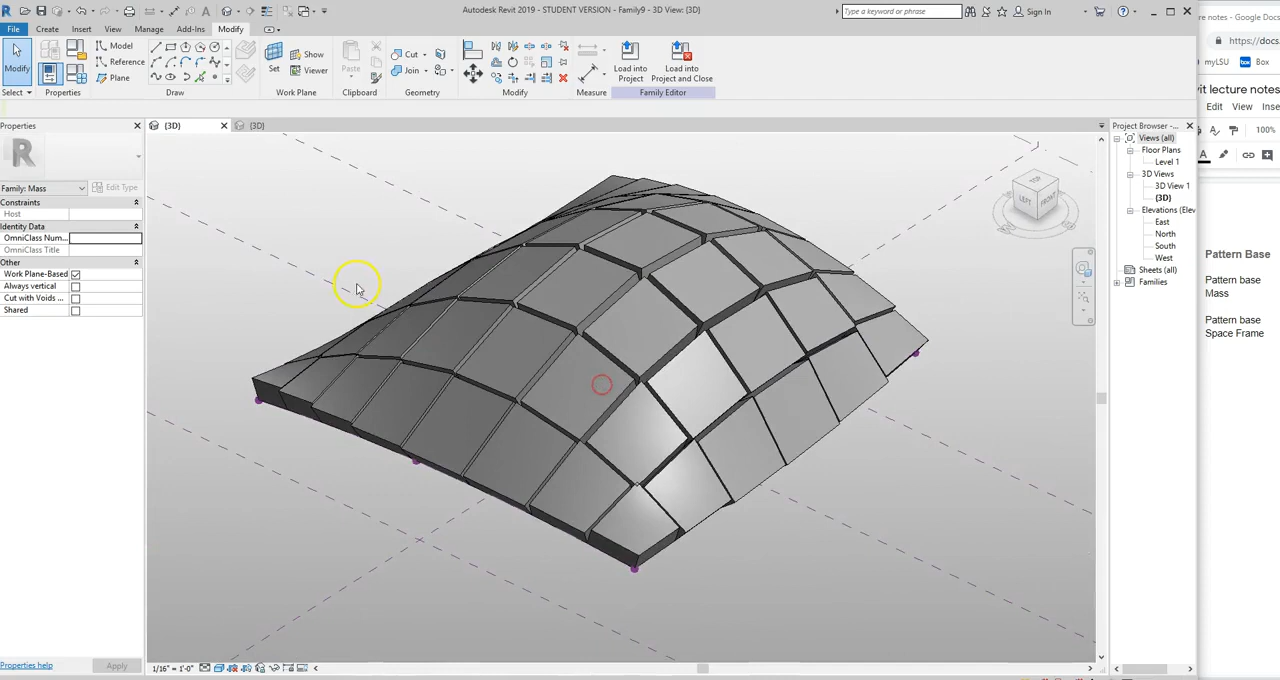 Autodesk Revit 2019 - STUDENT VERSION - Family9 - 3D View: {3D}
Type a keyword or phrase
Sign In
File Create Insert View Manage Add-Ins Modify
Modify
Select
Properties
Model
Reference
Plane
Draw
Set
Show
Viewer
Work Plane
Paste
Clipboard
Cut
Join
Geometry
Modify
Measure
Load into
Project
Load into
Project and Close
Family Editor
Properties
{3D}
{3D}
Family: Mass
Edit Type
Constraints
Host
Identity Data
OmniClass Num...
OmniClass Title
Other
Work Plane-Based
Always vertical
Cut with Voids ...
Shared
Properties help
Apply
TOP
LEFT
FRONT
1/16" = 1'-0"
Project Browser -
Views (all)
Floor Plans
Level 1
3D Views
3D View 1
{3D}
Elevations (Elev
East
North
South
West
Sheets (all)
Families
re notes - Google Docs
https://docs.
myLSU
Box
vit lecture notes
Edit View Inse
100%
Pattern Base
Pattern base
Mass
Pattern base
Space Frame